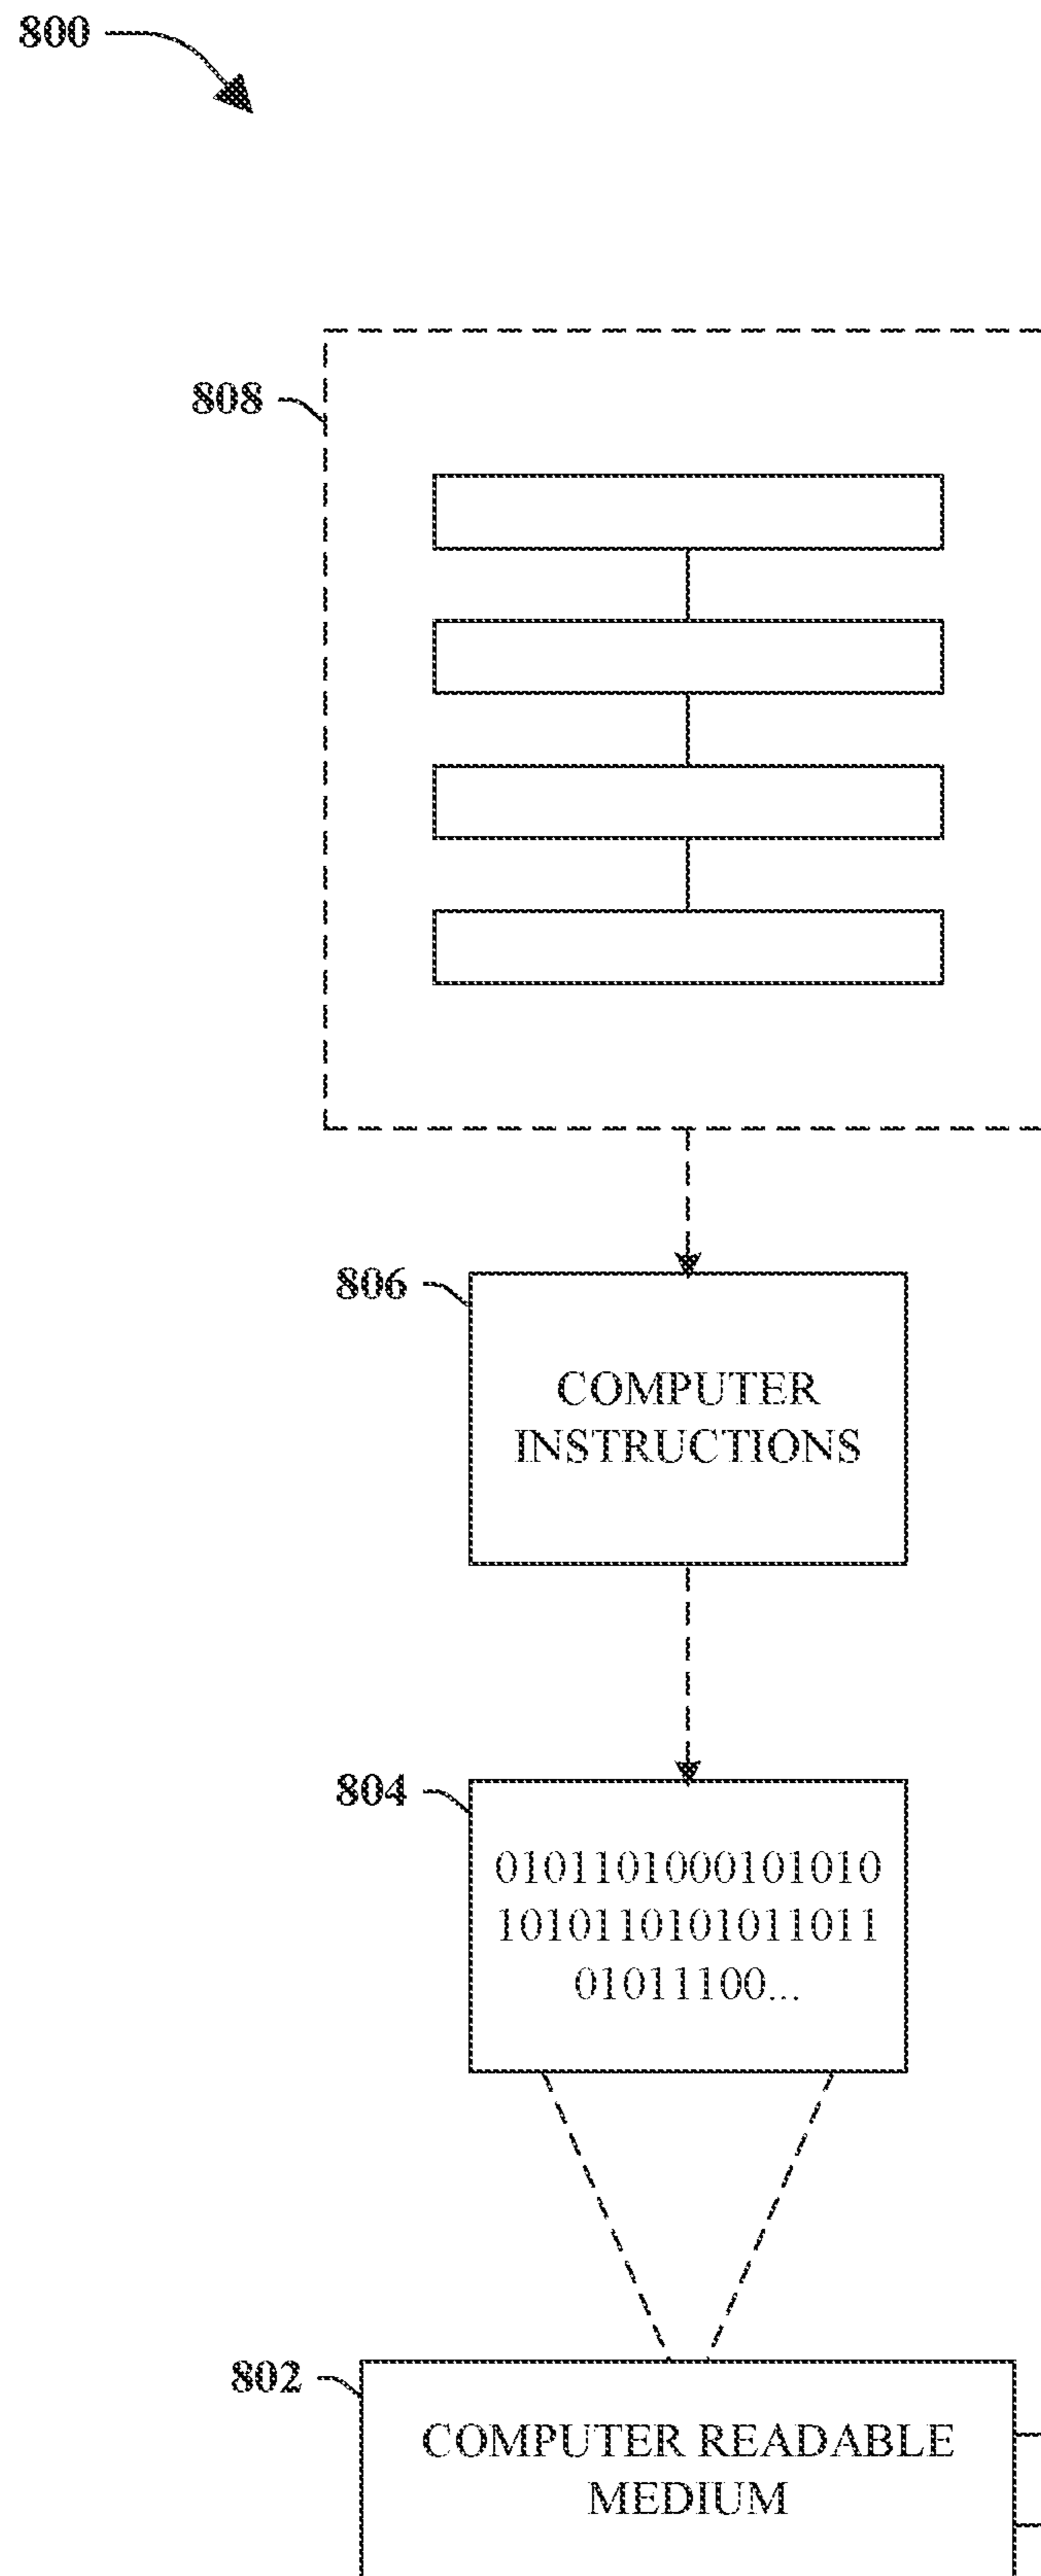 800
808
806
COMPUTER
INSTRUCTIONS
804
0101101000101010
1010110101011011
01011100...
802
COMPUTER READABLE
MEDIUM